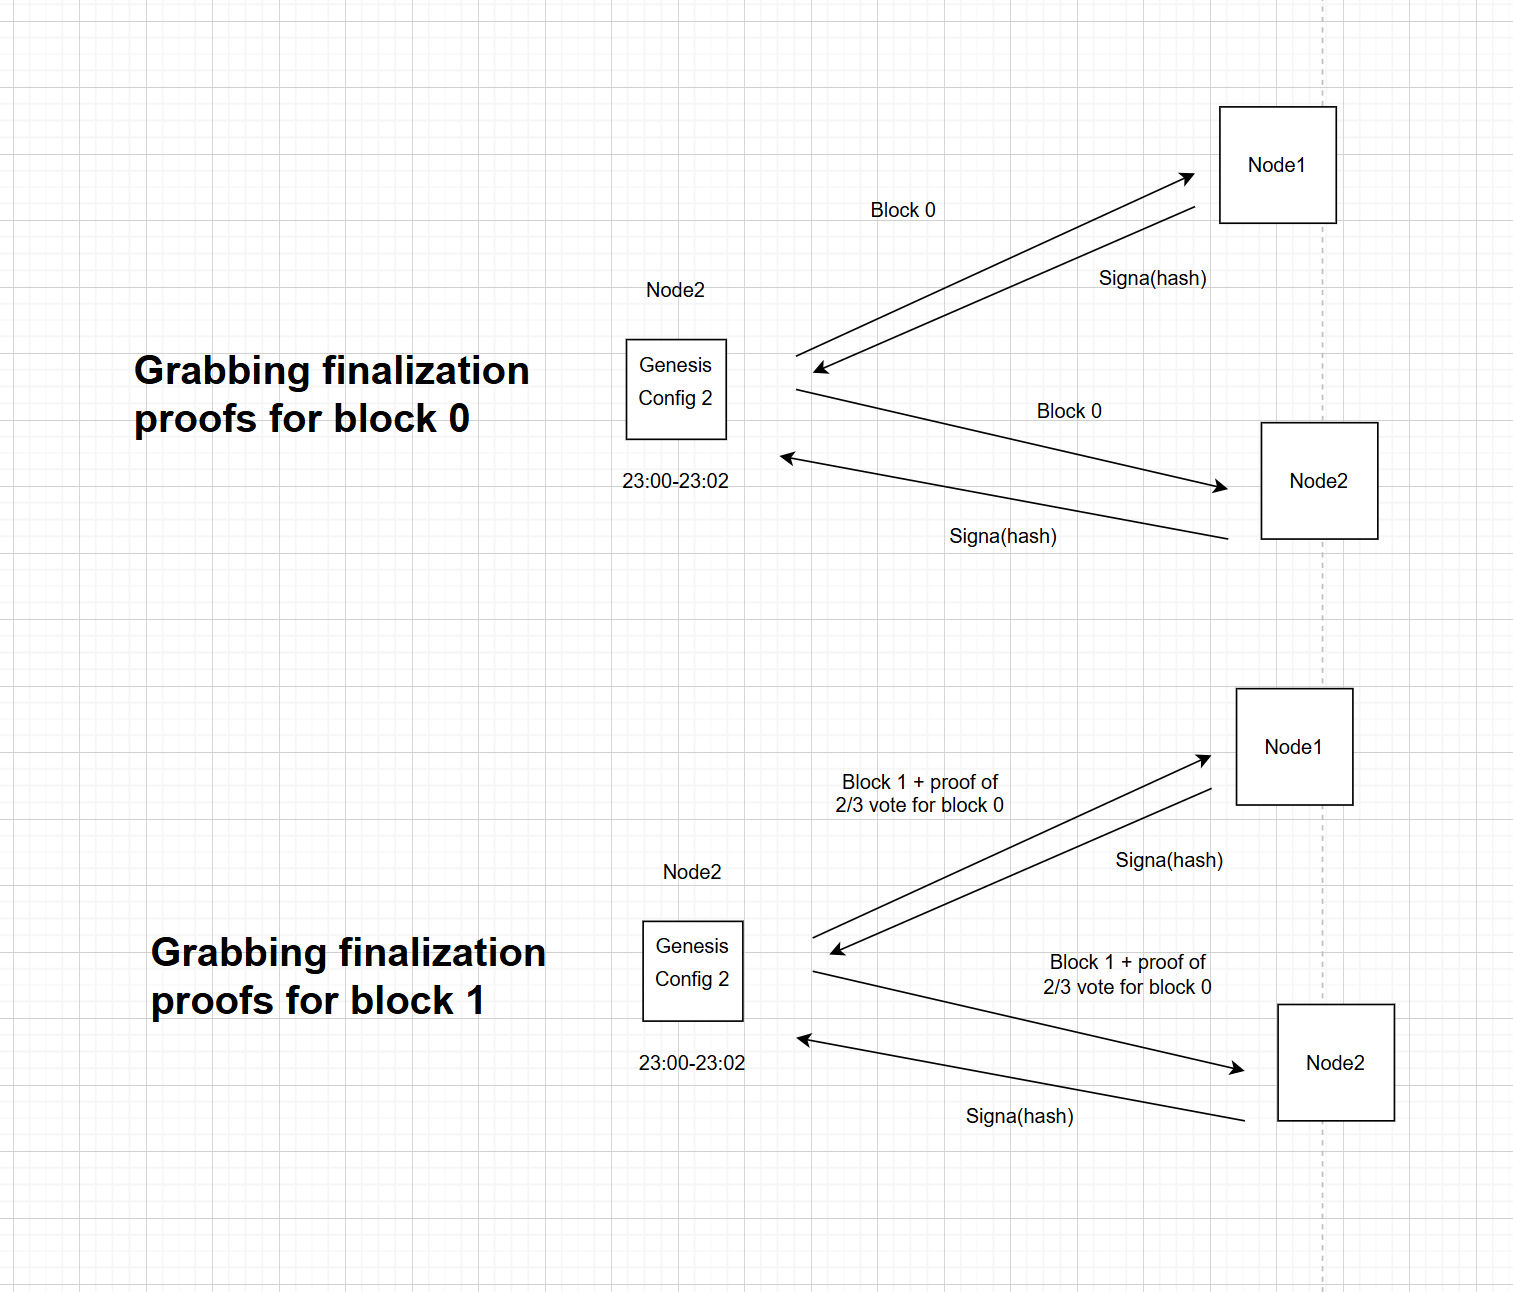 Node1
Block 0
Signa(hash)
Node2
Grabbing finalization
proofs for block 0
Genesis
Config 2
Block 0
23:00-23:02
Node2
Signa(hash)
Node1
Block 1 + proof of
2/3 vote for block 0
Signa(hash)
Node2
Grabbing finalization
proofs for block 1
Genesis
Config 2
Block 1 + proof of
2/3 vote for block 0
23:00-23:02
Node2
Signa(hash)